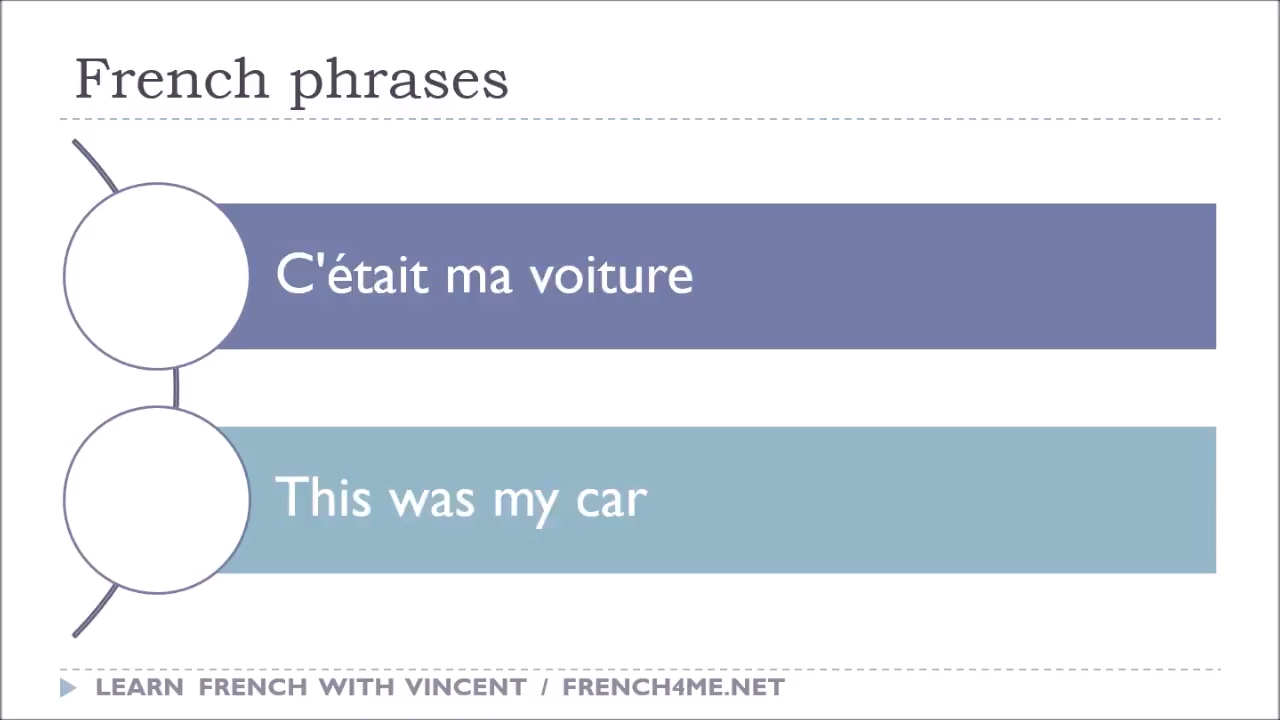 French phrases
C'était ma voiture
This was my car
LEARN FRENCH WITH VINCENT / FRENCH4ME.NET